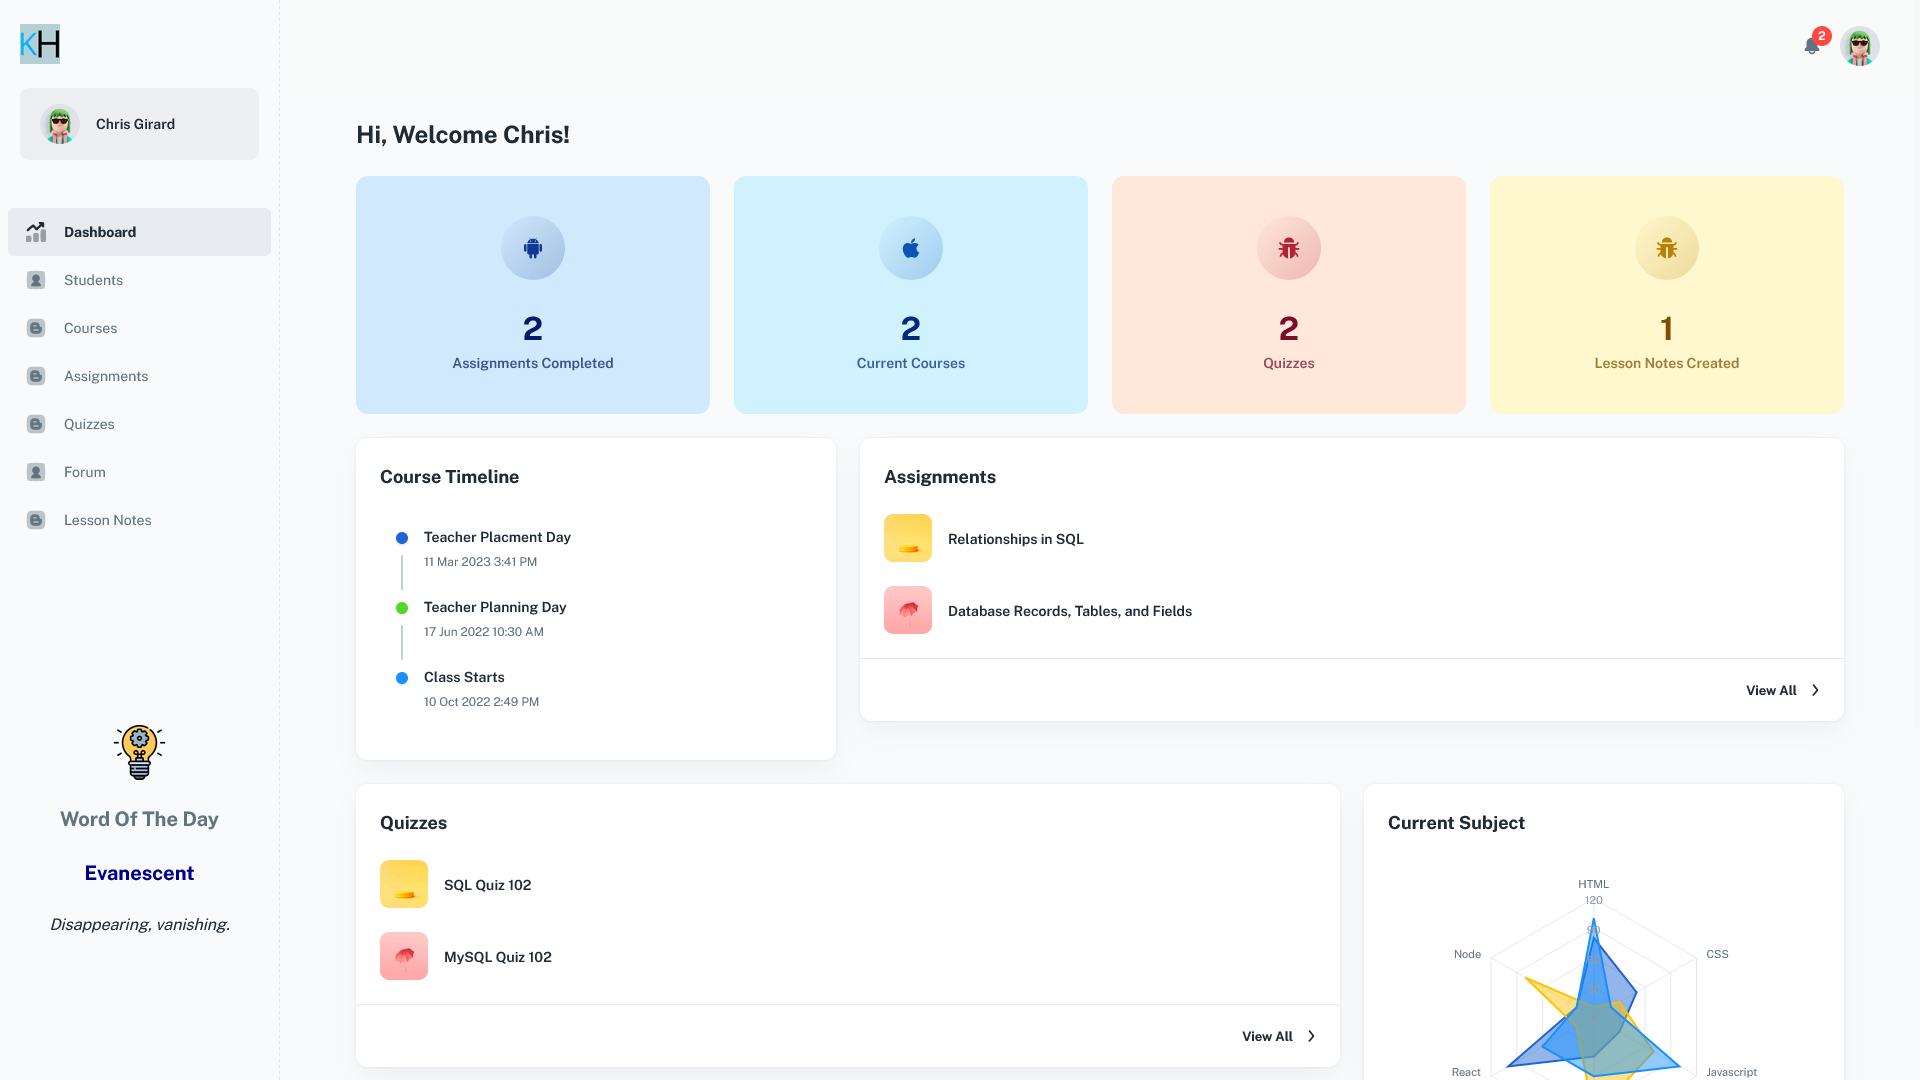 KH
2
Chris Girard
Hi, Welcome Chris!
Dashboard
Students
Courses
Assignments
Quizzes
Forum
Lesson Notes
2
Assignments Completed
2
Current Courses
2
Quizzes
1
Lesson Notes Created
Course Timeline
Teacher Placment Day
11 Mar 2023 3:41 PM
Teacher Planning Day
17 Jun 2022 10:30 AM
Class Starts
10 Oct 2022 2:49 PM
Assignments
Relationships in SQL
Database Records, Tables, and Fields
View All
Word Of The Day
Evanescent
Disappearing, vanishing.
Quizzes
SQL Quiz 102
MySQL Quiz 102
View All
Current Subject
HTML
120
90
Node
CSS
React
Javascript